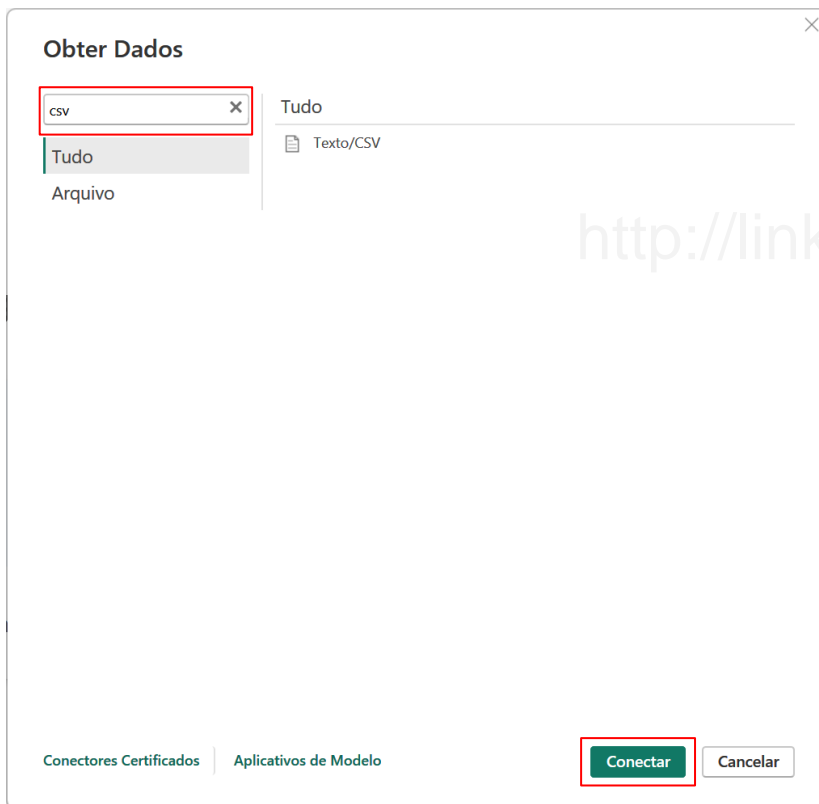 Obter Dados
csv
Tudo
Arquivo
Tudo
Texto/CSV
http://link
Conectores Certificados
Aplicativos de Modelo
Conectar
Cancelar